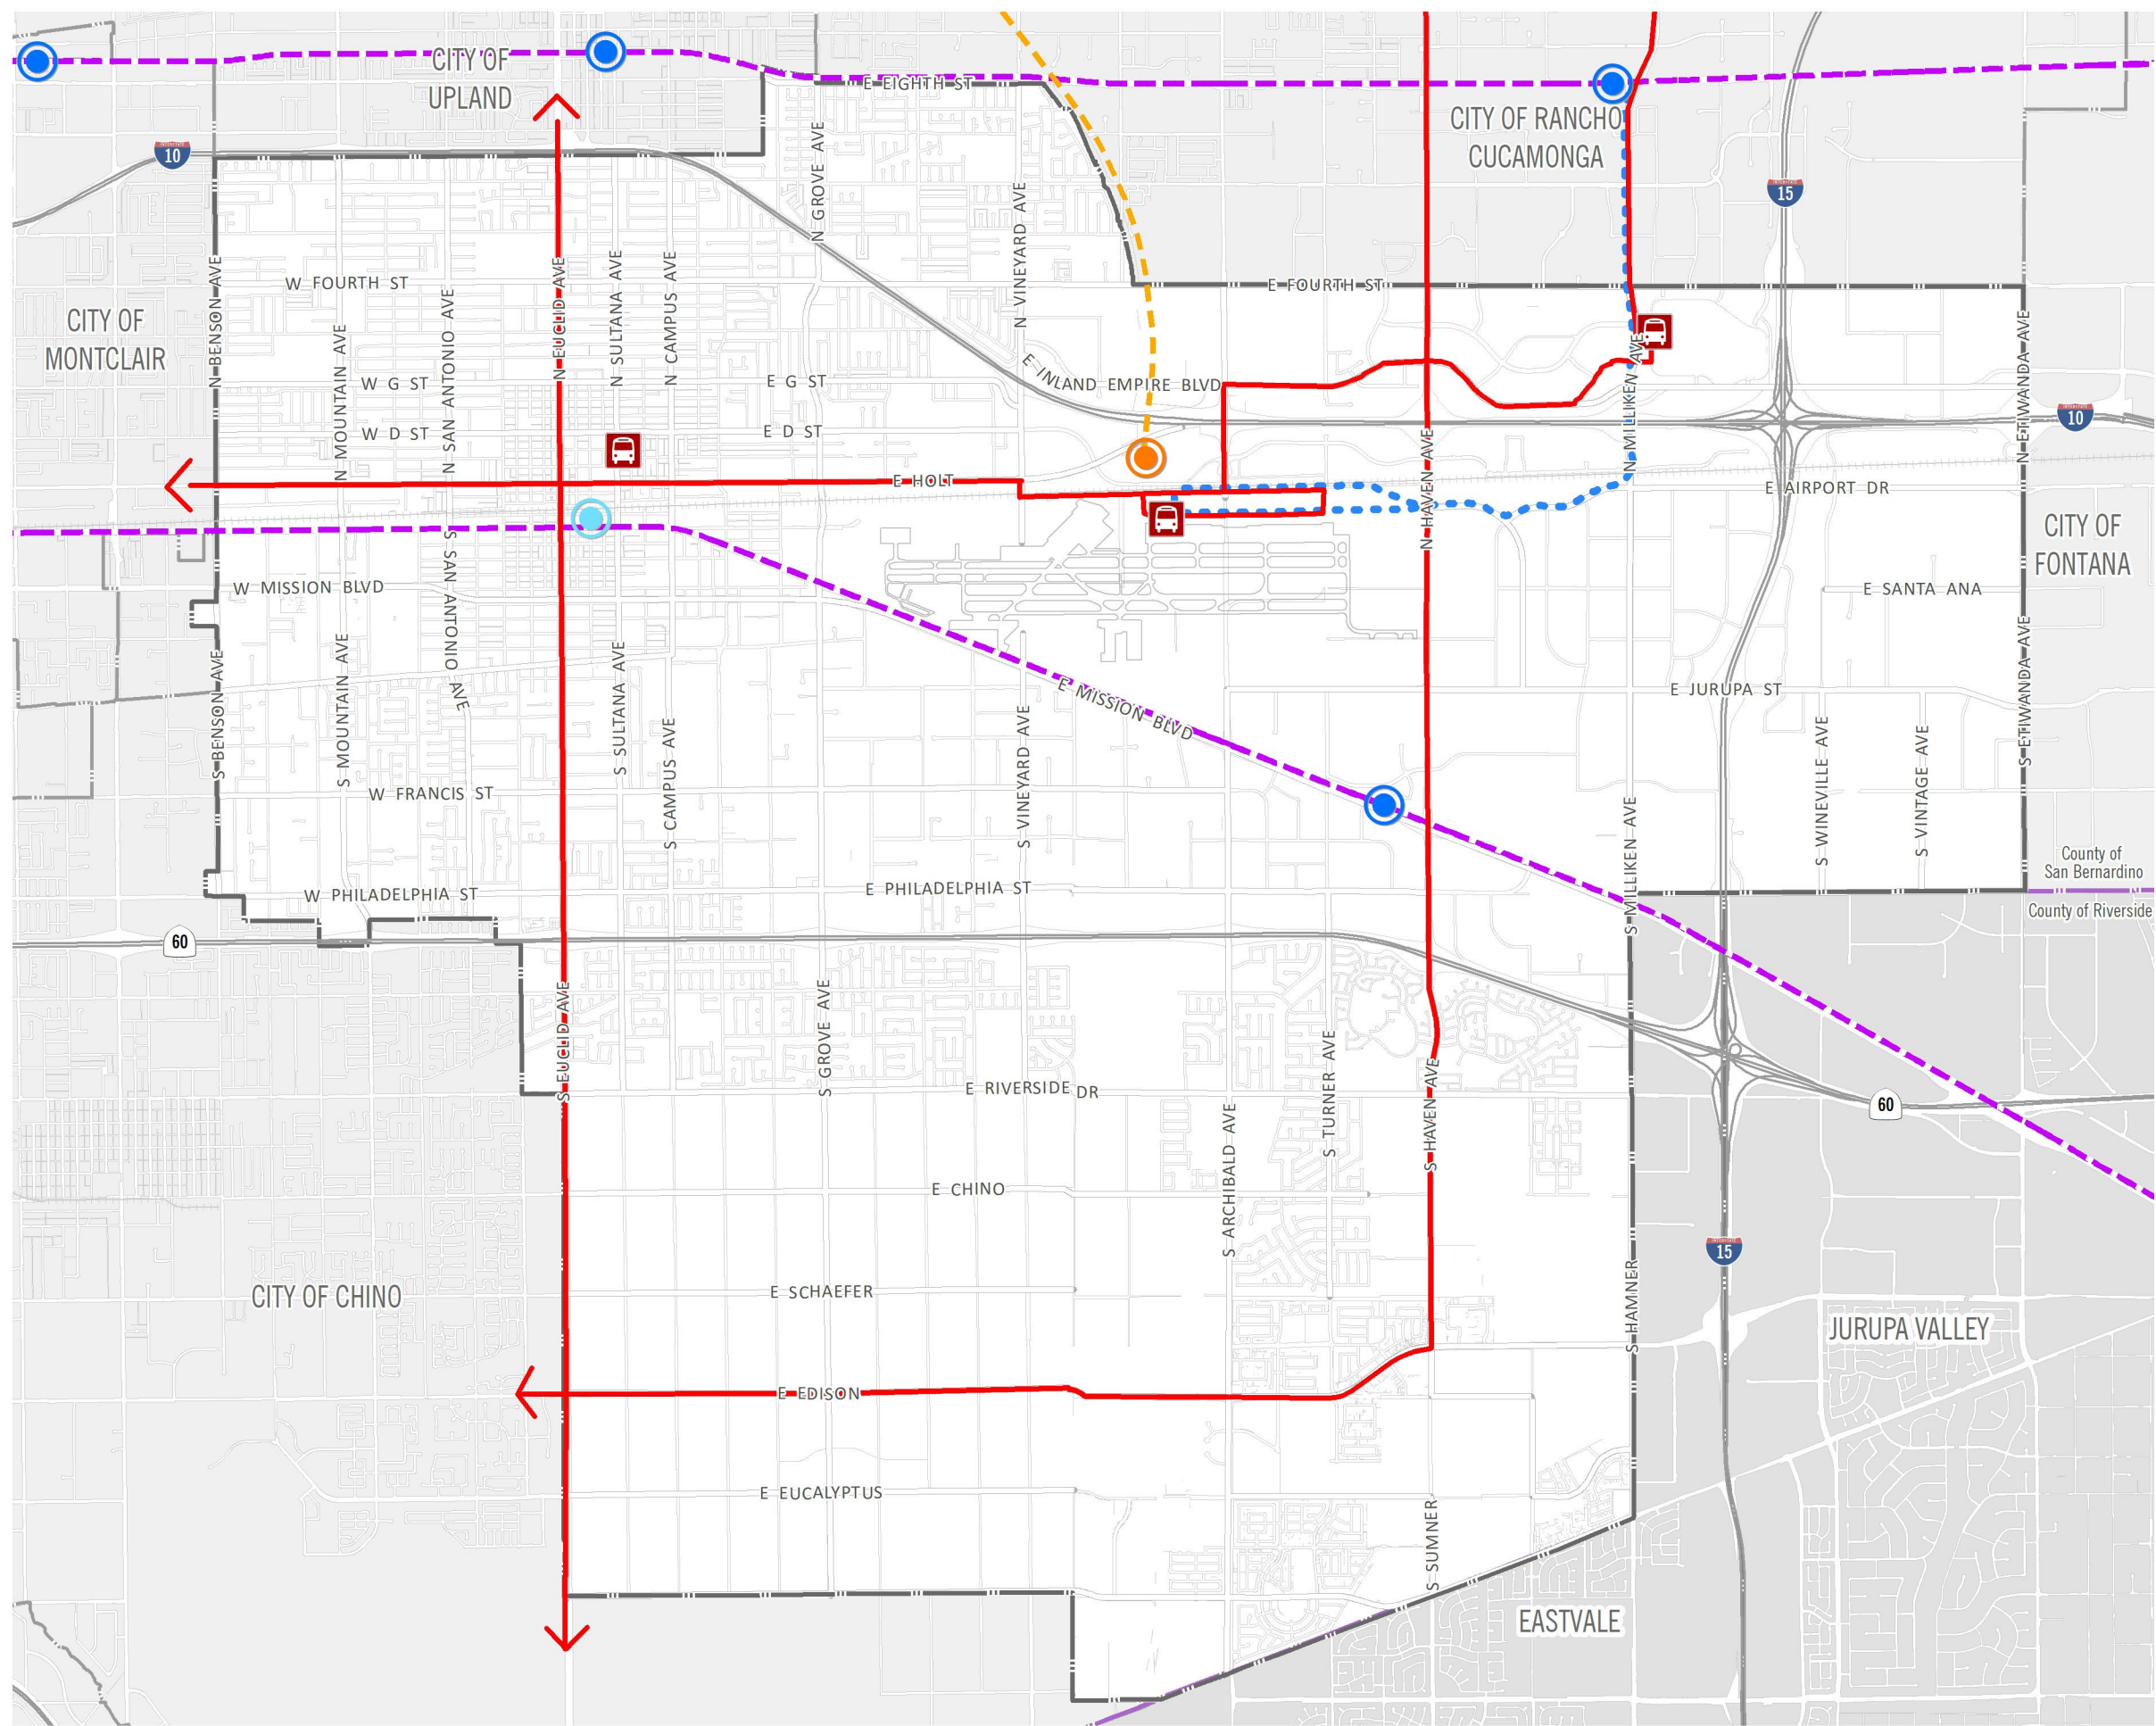 CITY OF
UPLAND
E EIGHTH ST
CITY OF RANCHO
CUCAMONGA
INTERSTATE
10
INTERSTATE
15
N GROVE AVE
N VINEYARD AVE
W FOURTH ST
E FOURTH ST
CITY OF
MONTCLAIR
N BENSON AVE
N MOUNTAIN AVE
N SAN ANTONIO AVE
N EUCLID AVE
N SULTANA AVE
N CAMPUS AVE
W G ST
E G ST
E INLAND EMPIRE BLVD
N MILLIKEN AVE
N ETIWANDA AVE
INTERSTATE
10
W D ST
E D ST
N HAVEN AVE
E HOLT
E AIRPORT DR
CITY OF
FONTANA
W MISSION BLVD
E SANTA ANA
S BENSON AVE
S MOUNTAIN AVE
S SAN ANTONIO AVE
S SULTANA AVE
S CAMPUS AVE
E MISSION BLVD
S VINEYARD AVE
E JURUPA ST
S WINEVILLE AVE
S VINTAGE AVE
S ETIWANDA AVE
W FRANCIS ST
S MILLIKEN AVE
County of
San Bernardino
County of Riverside
W PHILADELPHIA ST
E PHILADELPHIA ST
60
S EUCLID AVE
S GROVE AVE
S TURNER AVE
S HAVEN AVE
E RIVERSIDE DR
60
S ARCHIBALD AVE
E CHINO
INTERSTATE
15
CITY OF CHINO
E SCHAEFER
S HAMNER
JURUPA VALLEY
E EDISON
E EUCALYPTUS
S SUMNER
EASTVALE